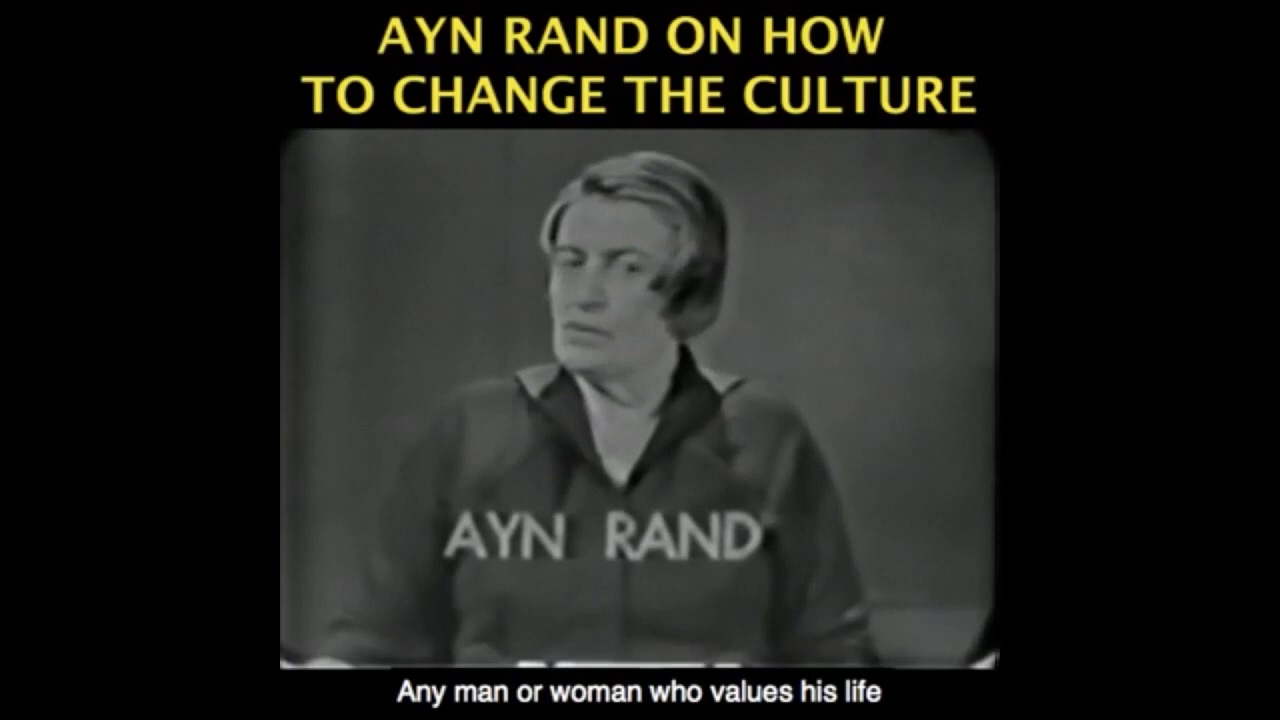 AYN RAND ON HOW
TO CHANGE THE CULTURE
AYN RAND
Any man or woman who values his life